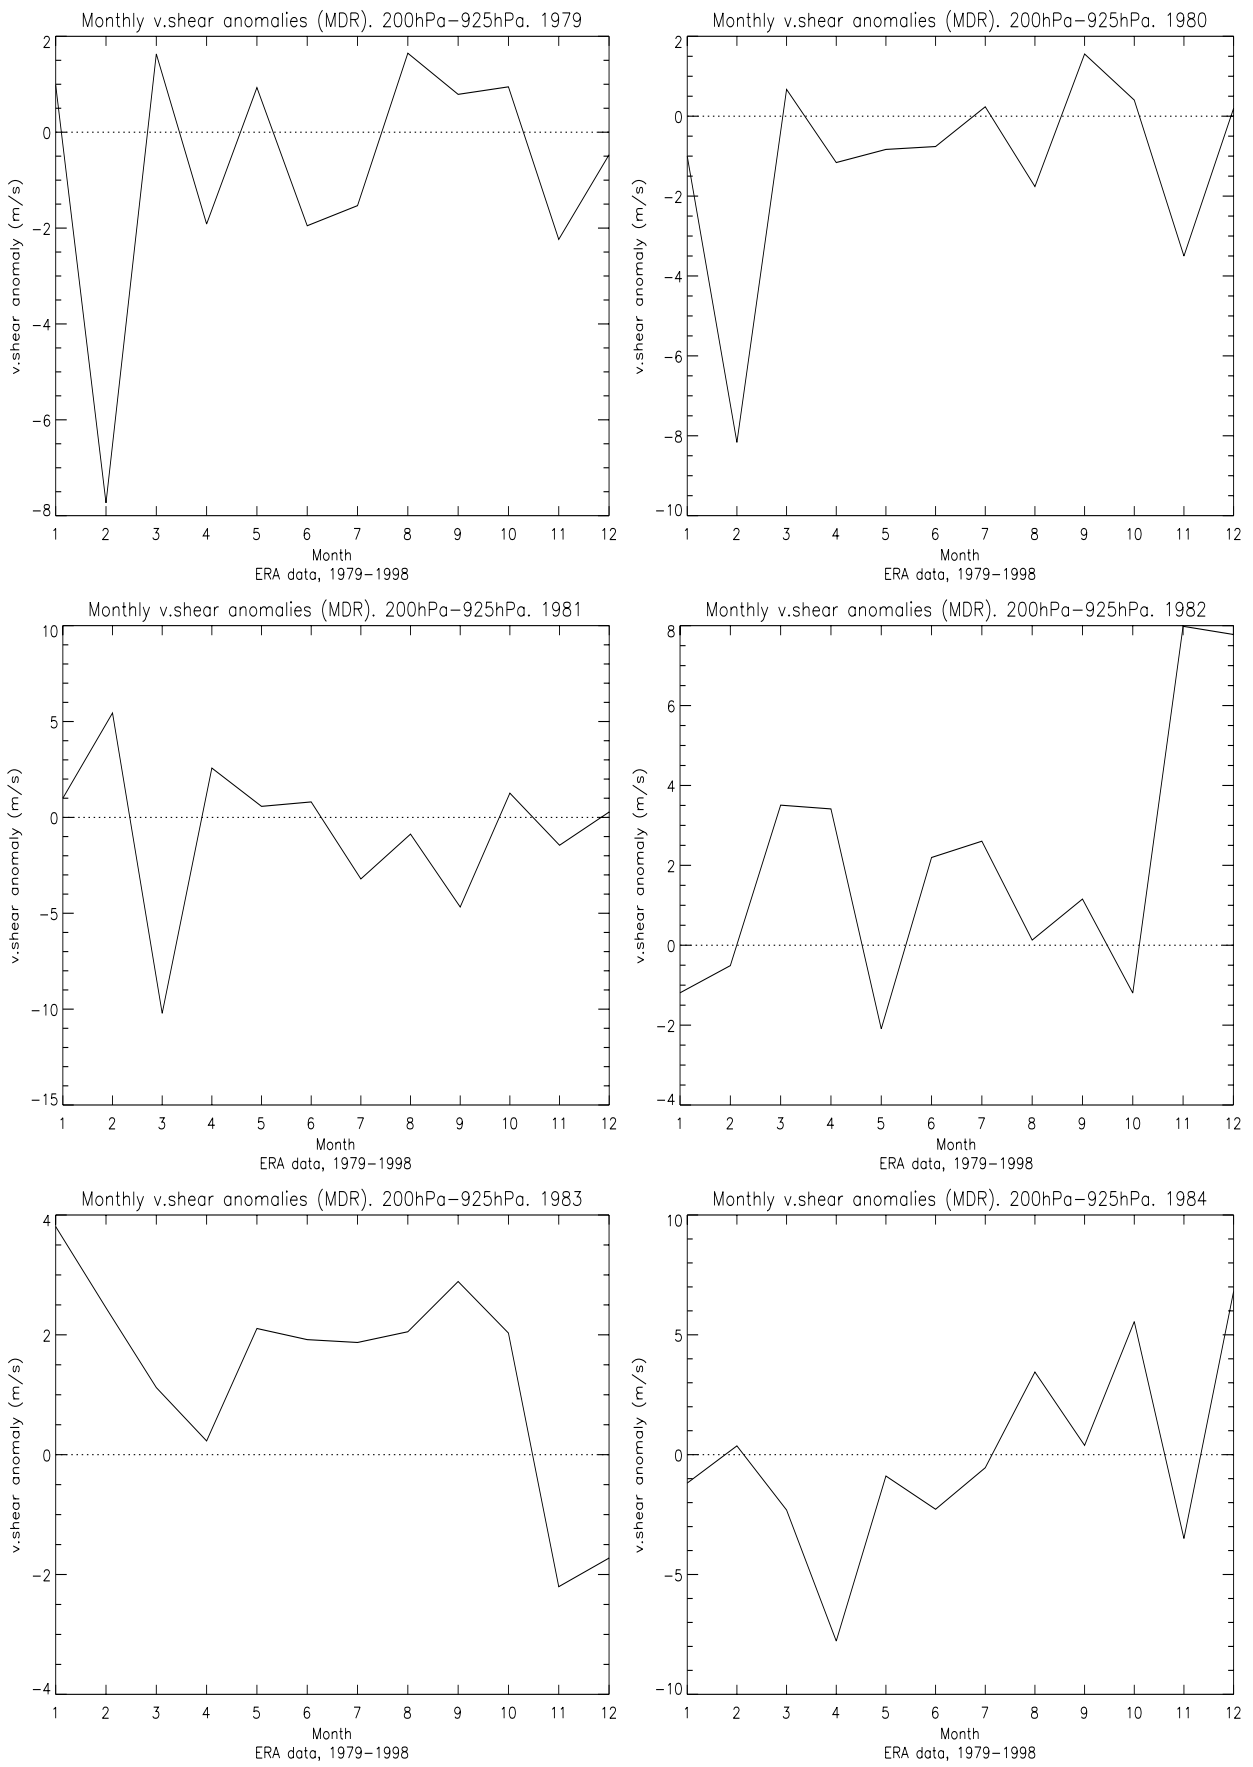 Monthly v.shear anomalies (MDR). 200hPa−925hPa. 1979
2
0
−2
−4
−6
−8
v.shear anomaly (m/s)
1 2 3 4 5 6 7 8 9 10 11 12
Month
ERA data, 1979−1998
Monthly v.shear anomalies (MDR). 200hPa−925hPa. 1980
2
0
−2
−4
−6
−8
−10
v.shear anomaly (m/s)
1 2 3 4 5 6 7 8 9 10 11 12
Month
ERA data, 1979−1998
Monthly v.shear anomalies (MDR). 200hPa−925hPa. 1981
10
5
0
−5
−10
−15
v.shear anomaly (m/s)
1 2 3 4 5 6 7 8 9 10 11 12
Month
ERA data, 1979−1998
Monthly v.shear anomalies (MDR). 200hPa−925hPa. 1982
8
6
4
2
0
−2
−4
v.shear anomaly (m/s)
1 2 3 4 5 6 7 8 9 10 11 12
Month
ERA data, 1979−1998
Monthly v.shear anomalies (MDR). 200hPa−925hPa. 1983
4
2
0
−2
−4
v.shear anomaly (m/s)
1 2 3 4 5 6 7 8 9 10 11 12
Month
ERA data, 1979−1998
Monthly v.shear anomalies (MDR). 200hPa−925hPa. 1984
10
5
0
−5
−10
v.shear anomaly (m/s)
1 2 3 4 5 6 7 8 9 10 11 12
Month
ERA data, 1979−1998